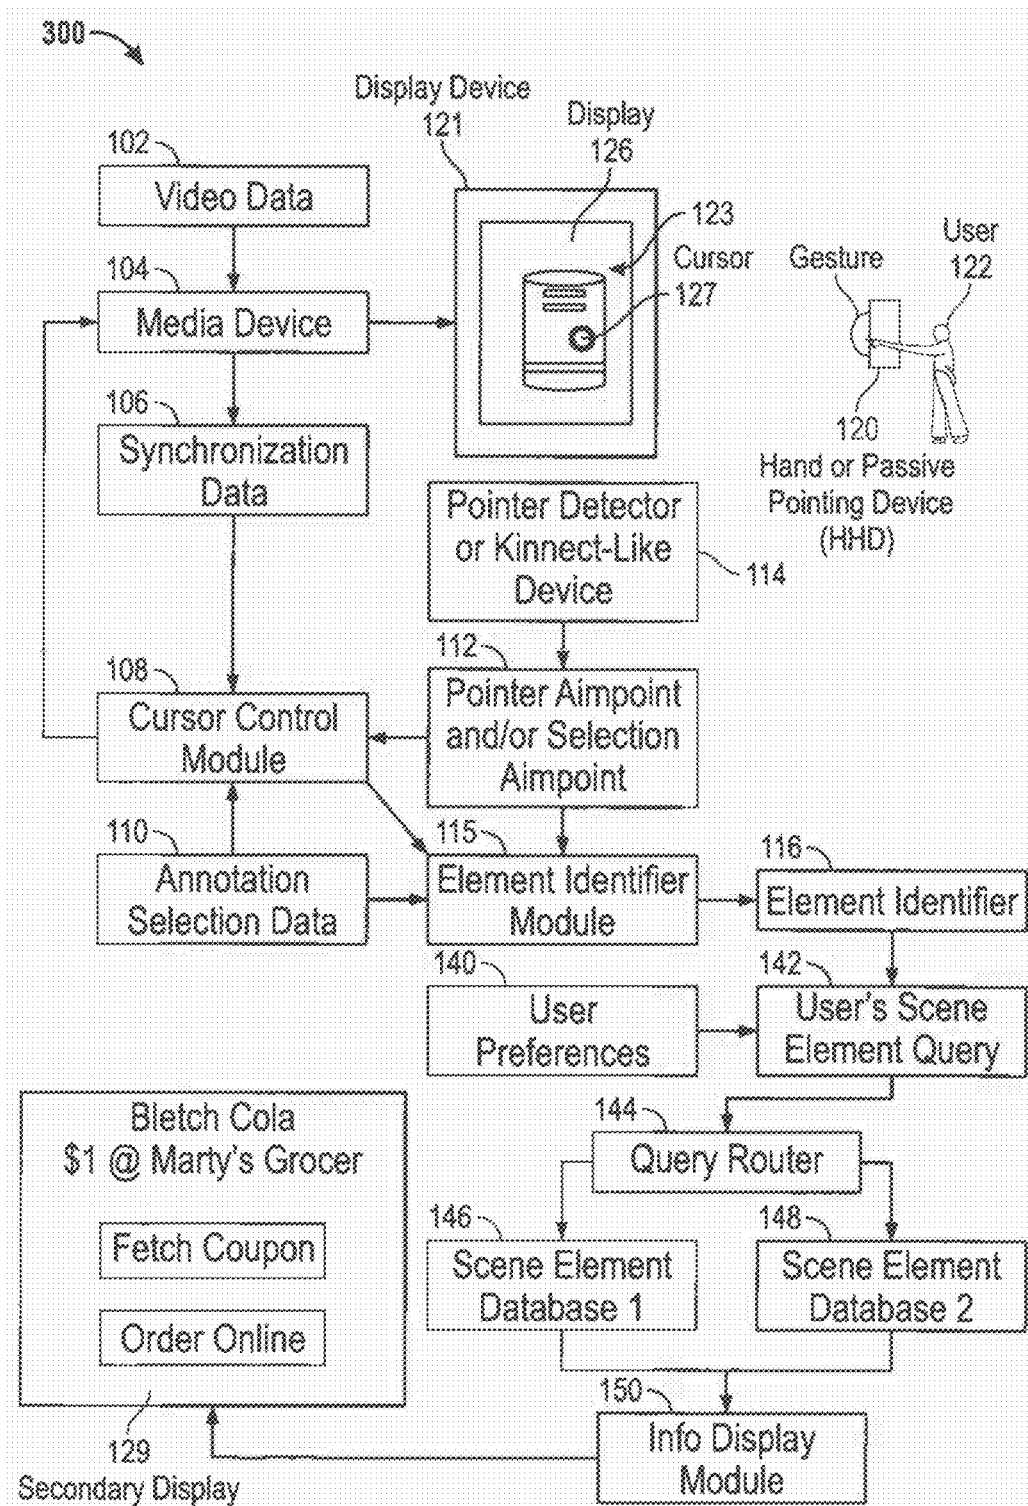 300
Display Device
121
Display
126
102
Video Data
123
Cursor
127
User
122
Gesture
104
Media Device
120
Hand or Passive
Pointing Device
(HHD)
106
Synchronization
Data
Pointer Detector
or Kinnect-Like
Device
114
112
Pointer Aimpoint
and/or Selection
Aimpoint
108
Cursor Control
Module
110
Annotation
Selection Data
115
Element Identifier
Module
116
Element Identifier
140
User
Preferences
142
User's Scene
Element Query
144
Query Router
146
Scene Element
Database 1
148
Scene Element
Database 2
150
Info Display
Module
Bletch Cola
$1 @ Marty's Grocer
Fetch Coupon
Order Online
129
Secondary Display